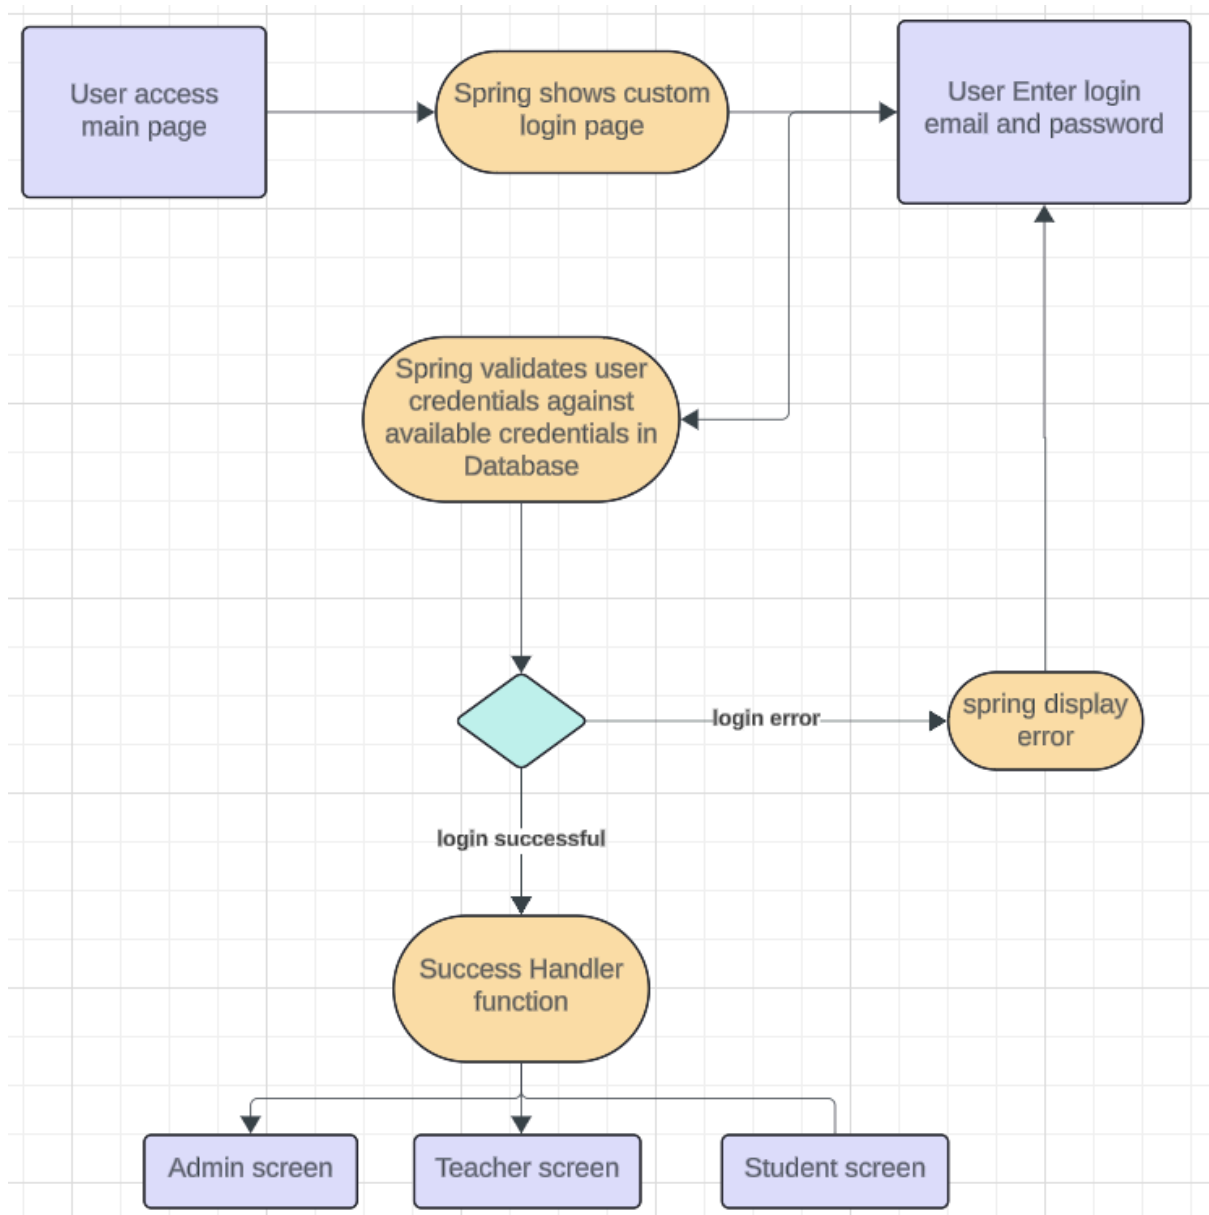 User access
main page
Spring shows custom
login page
User Enter login
email and password
Spring validates user
credentials against
available credentials in
Database
login error
spring display
error
login successful
Success Handler
function
Admin screen
Teacher screen
Student screen